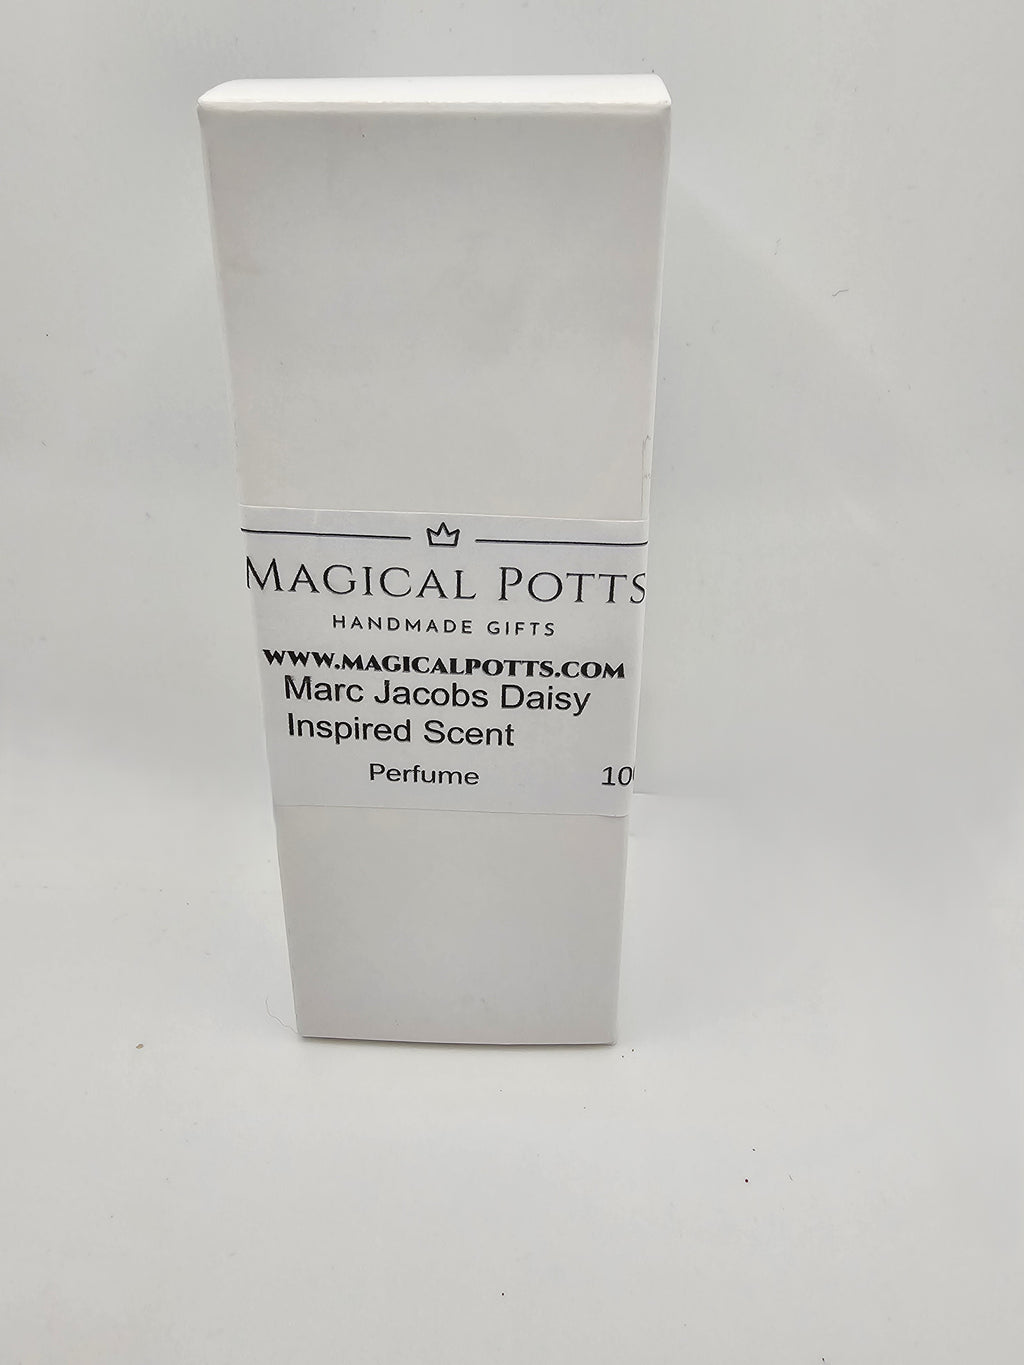 MAGICAL POTTS
HANDMADE GIFTS
WWW.MAGICALPOTTS.COM
Marc Jacobs Daisy
Inspired Scent
Perfume